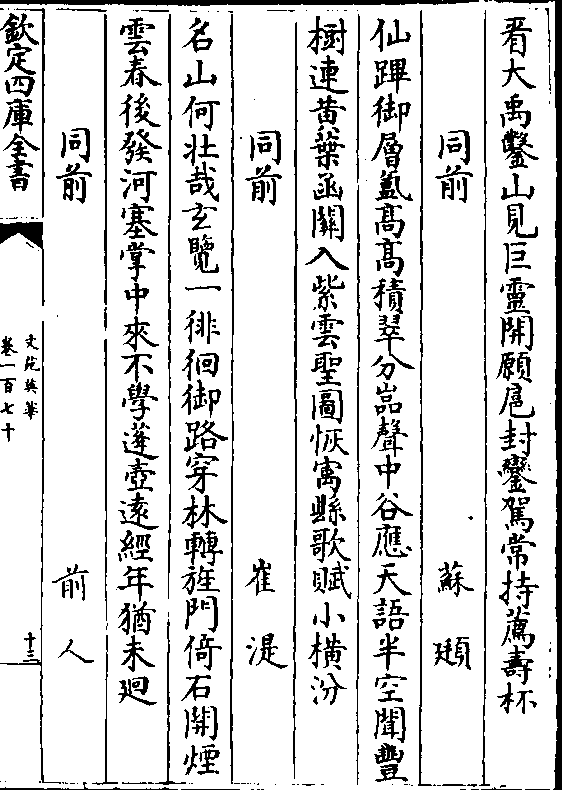 看大禹鑿山見巨靈開願扈封鑾駕常持薦壽杯
同前 蘇頲
仙蹕御層氳高高積翠分嵓聲中谷應天語半空聞豐
樹連黄葉函關入紫雲聖圖恢寓縣歌賦小橫汾
同前 崔湜
名山何壯哉玄覽一徘徊御路穿林轉旌門倚石開煙
雲春後發河塞掌中來不學蓬壺遠經年猶未廻
同前 前人
欽定四庫全書
文苑英華
卷一百七十
十三